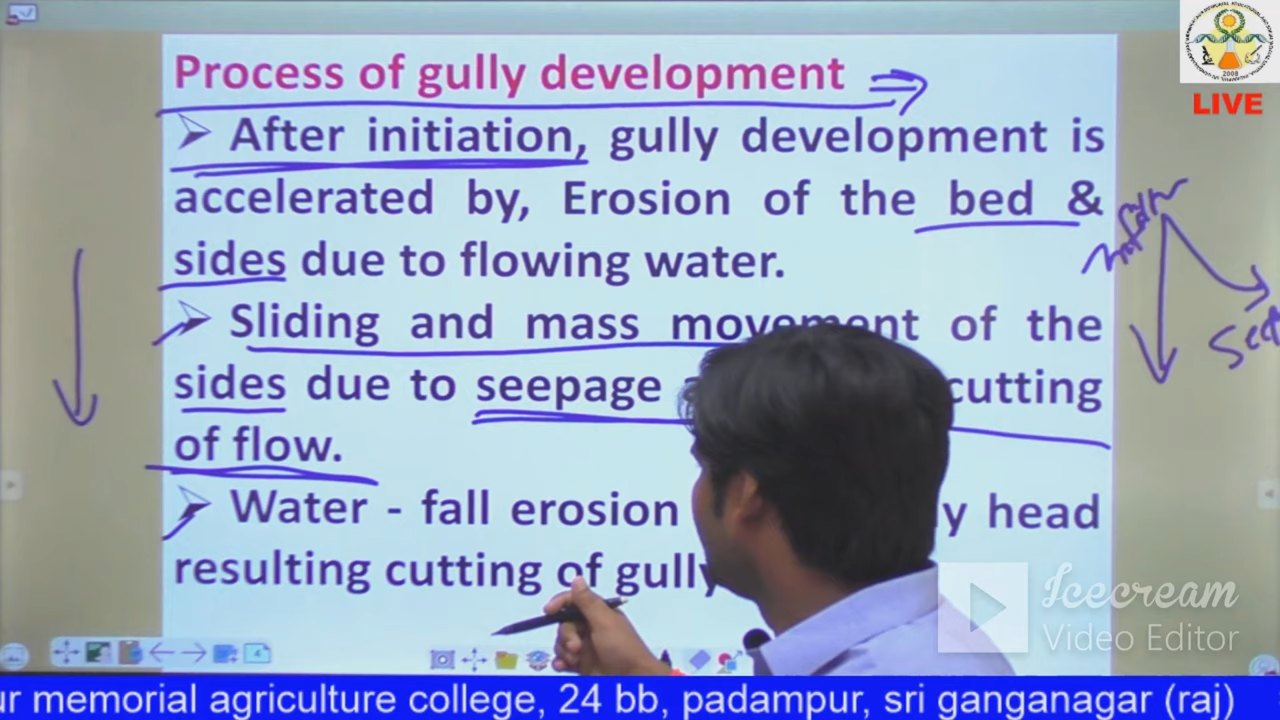 Process of gully development
➢ After initiation, gully development is
accelerated by, Erosion of the bed &
sides due to flowing water.
➢ Sliding and mass movement of the
sides due to seepage cutting
of flow.
➢ Water - fall erosion head
resulting cutting of gully
2008
LIVE
4
Icecream
Video Editor
memorial agriculture college, 24 bb, padampur, sri ganganagar (raj)